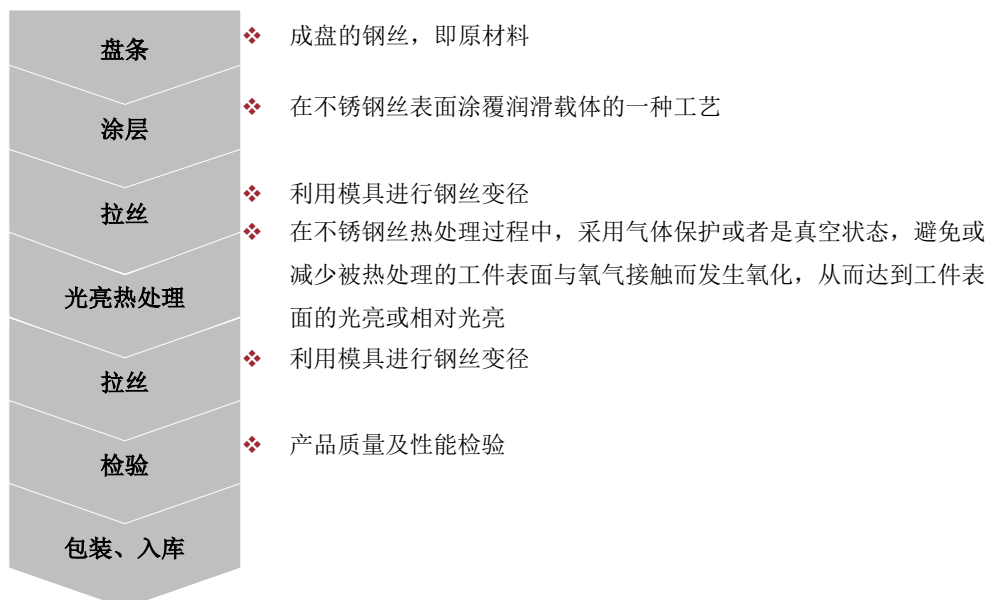 盘条
成盘的钢丝，即原材料
涂层
在不锈钢丝表面涂覆润滑载体的一种工艺
拉丝
利用模具进行钢丝变径
光亮热处理
在不锈钢丝热处理过程中，采用气体保护或者是真空状态，避免或
减少被热处理的工件表面与氧气接触而发生氧化，从而达到工件表
面的光亮或相对光亮
拉丝
利用模具进行钢丝变径
检验
产品质量及性能检验
包装、入库